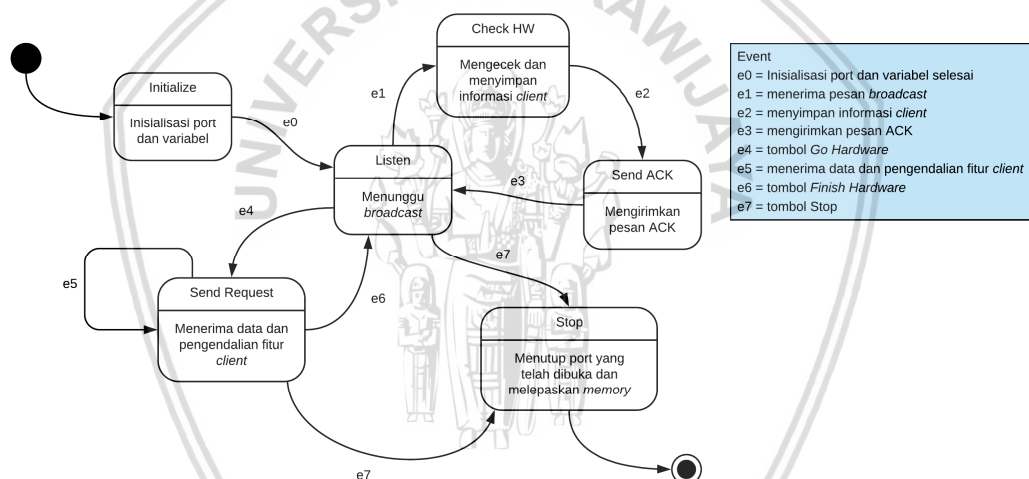 UNIVERSITAS BRAWIJAYA
Initialize
Inisialisasi port
dan variabel
e0
Check HW
Mengecek dan
menyimpan
informasi client
e1
e2
Listen
Menunggu
broadcast
e3
Send ACK
Mengirimkan
pesan ACK
e4
e5
Send Request
Menerima data dan
pengendalian fitur
client
e6
e7
Stop
Menutup port yang
telah dibuka dan
melepaskan memory
e7
Event
e0 = Inisialisasi port dan variabel selesai
e1 = menerima pesan broadcast
e2 = menyimpan informasi client
e3 = mengirimkan pesan ACK
e4 = tombol Go Hardware
e5 = menerima data dan pengendalian fitur client
e6 = tombol Finish Hardware
e7 = tombol Stop